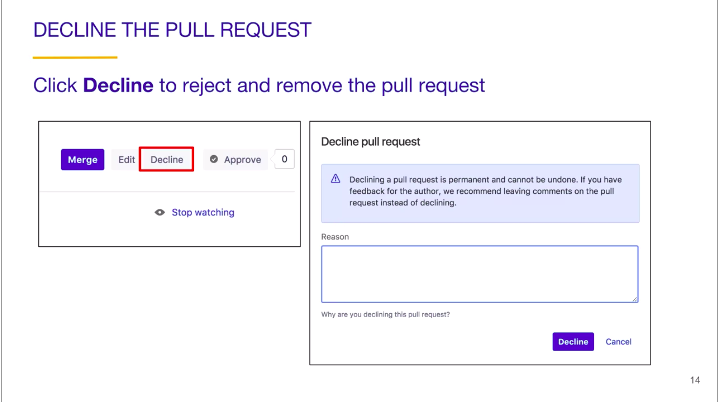 DECLINE THE PULL REQUEST
Click Decline to reject and remove the pull request
Merge Edit Decline Approve 0
Stop watching
Decline pull request
Declining a pull request is permanent and cannot be undone. If you have
feedback for the author, we recommend leaving comments on the pull
request instead of declining.
Reason
Why are you declining this pull request?
Decline Cancel
14